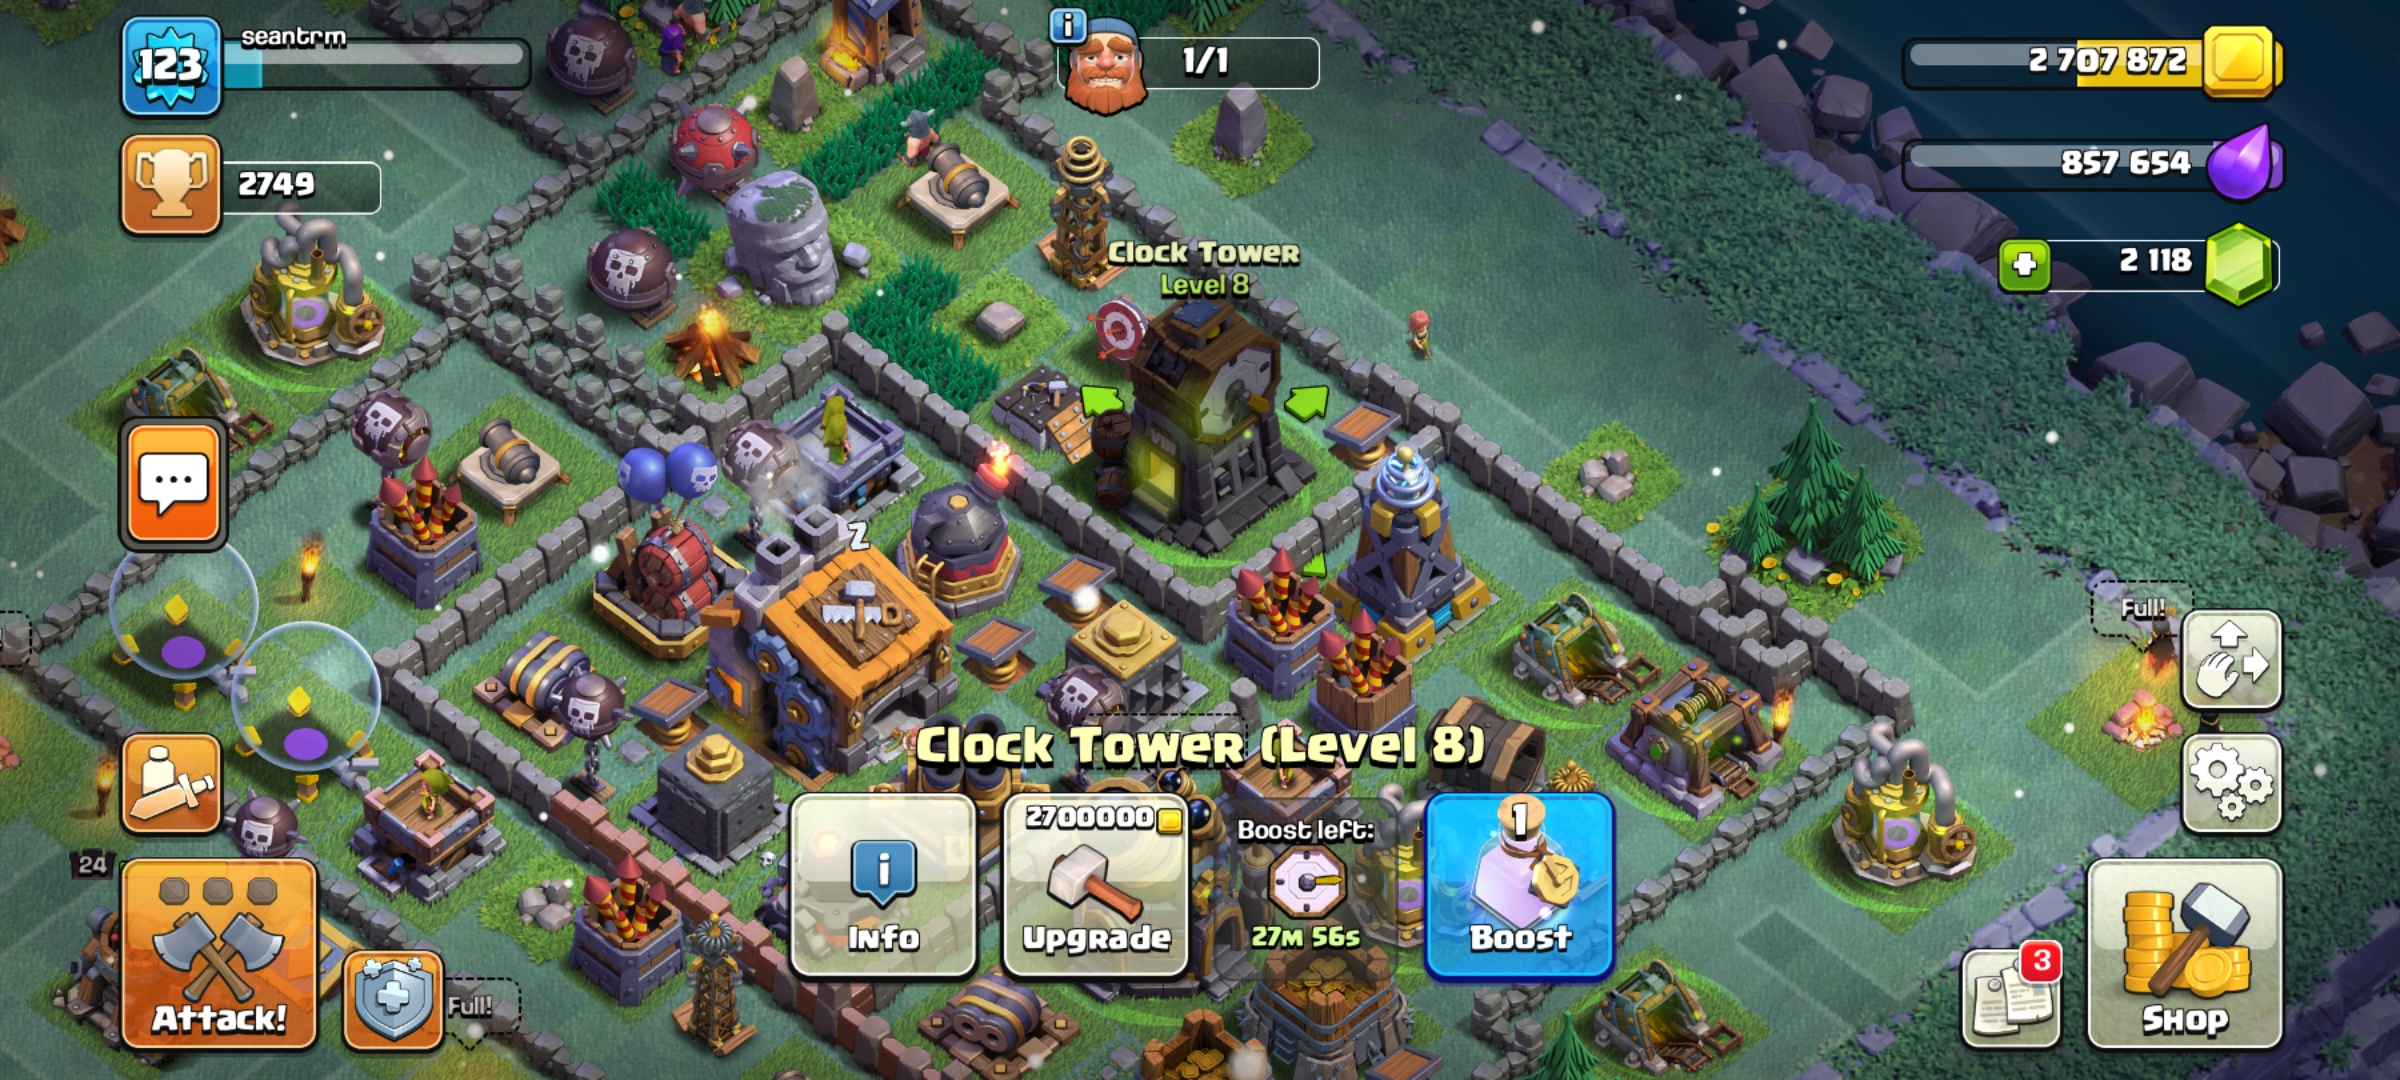 123
seantrm
1/1
2 707 872
2749
857 654
2 118
Clock Tower
Level 8
Z
Full!
Clock Tower (Level 8)
24
Info
2700000
Upgrade
Boost left:
27m 56s
1
Boost
Attack!
Full!
3
Shop